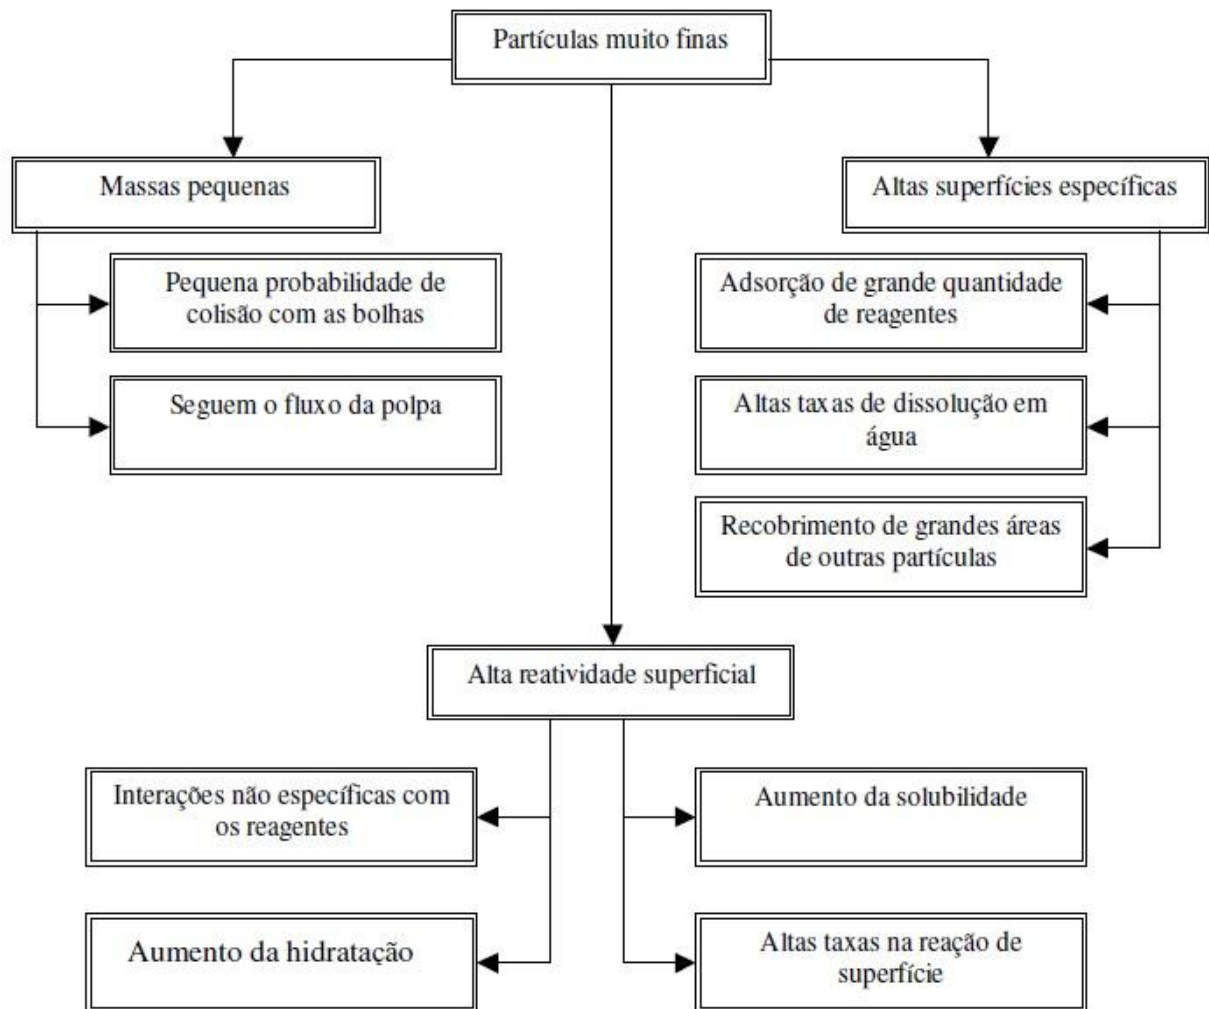 Partículas muito finas
Massas pequenas
Pequena probabilidade de
colisão com as bolhas
Seguem o fluxo da polpa
Altas superfícies específicas
Adsorção de grande quantidade
de reagentes
Altas taxas de dissolução em
água
Recobrimento de grandes áreas
de outras partículas
Alta reatividade superficial
Interações não específicas com
os reagentes
Aumento da hidratação
Aumento da solubilidade
Altas taxas na reação de
superfície